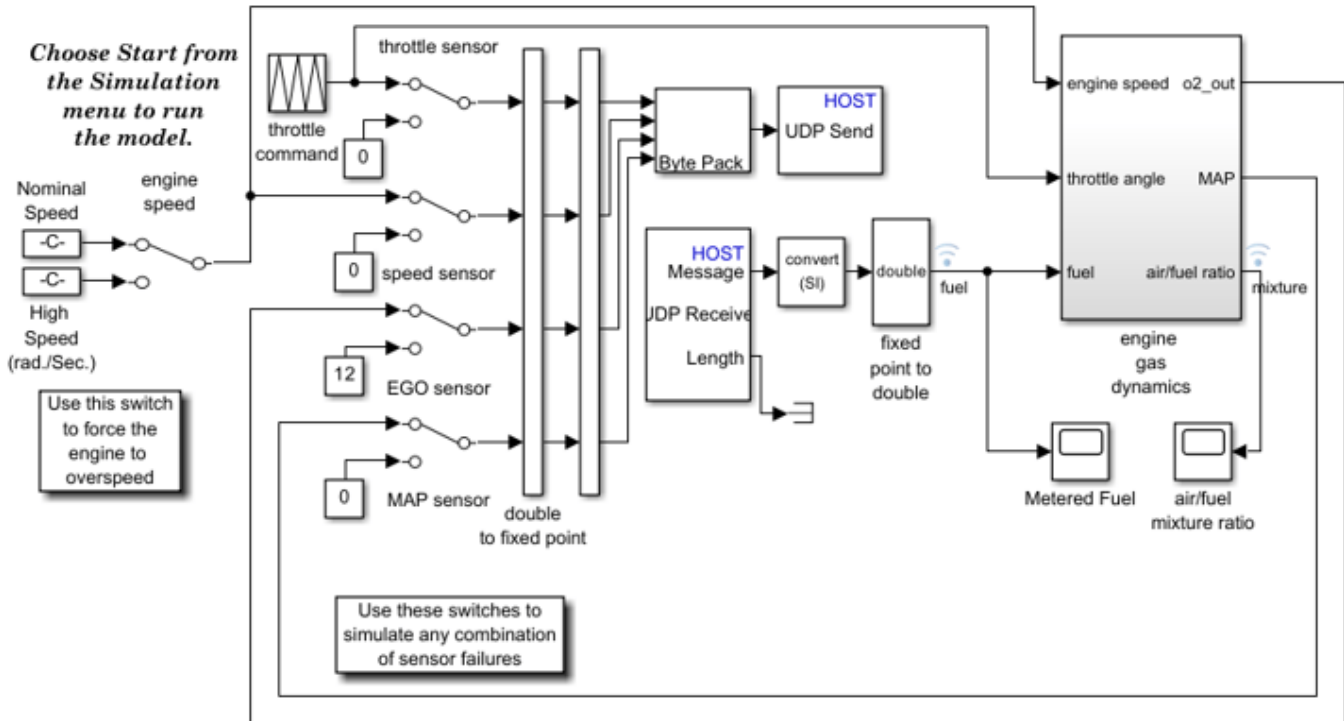 Choose Start from
the Simulation
menu to run
the model.
throttle sensor
throttle
command
0
engine
speed
Nominal
Speed
-C-
-C-
High
Speed
(rad./Sec.)
Use this switch
to force the
engine to
overspeed
0
speed sensor
12
EGO sensor
0
MAP sensor
double
to fixed point
Use these switches to
simulate any combination
of sensor failures
Byte Pack
HOST
UDP Send
HOST
Message
UDP Receive
Length
convert
(SI)
double
fixed
point to
double
fuel
engine speed
o2_out
throttle angle
MAP
fuel
air/fuel ratio
engine
gas
dynamics
mixture
Metered Fuel
air/fuel
mixture ratio